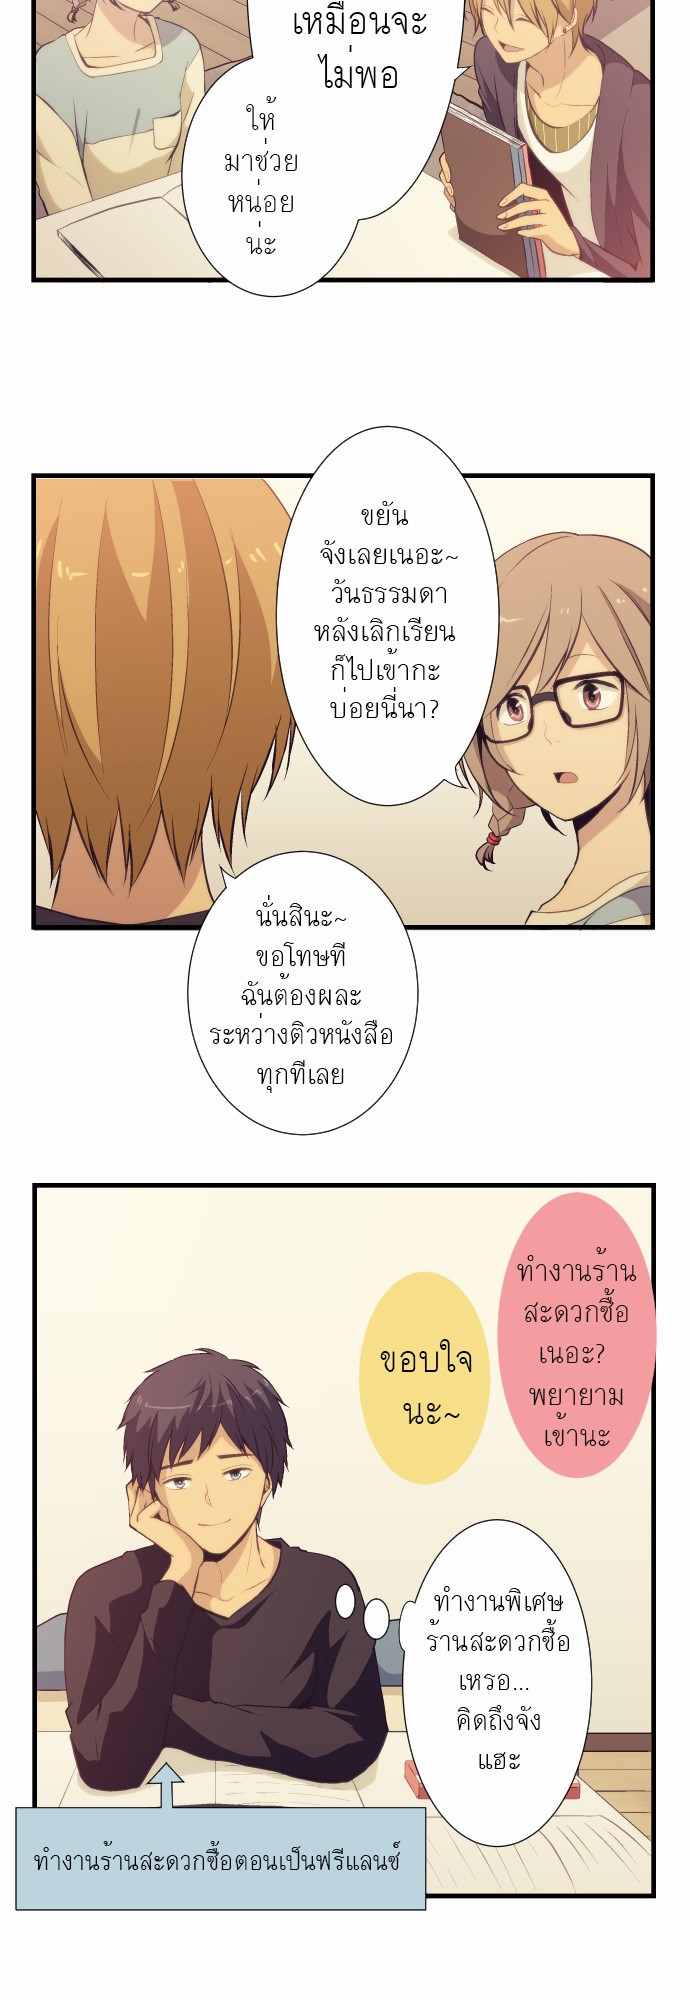 เหมือนจะ
ไม่พอ
ให้
มาช่วย
หน่อย
น่ะ
ขยัน
จังเลยเนอะ~
วันธรรมดา
หลังเลิกเรียน
ก็ไปเข้ากะ
บ่อยนี่นา?
นั่นสินะ~
ขอโทษที
ฉันต้องผละ
ระหว่างติวหนังสือ
ทุกทีเลย
ทำงานร้าน
สะดวกซื้อ
เนอะ?
พยายาม
เข้านะ
ขอบใจ
นะ~
ทำงานพิเศษ
ร้านสะดวกซื้อ
เหรอ...
คิดถึงจัง
แฮะ
ทำงานร้านสะดวกซื้อตอนเป็นฟรีแลนซ์